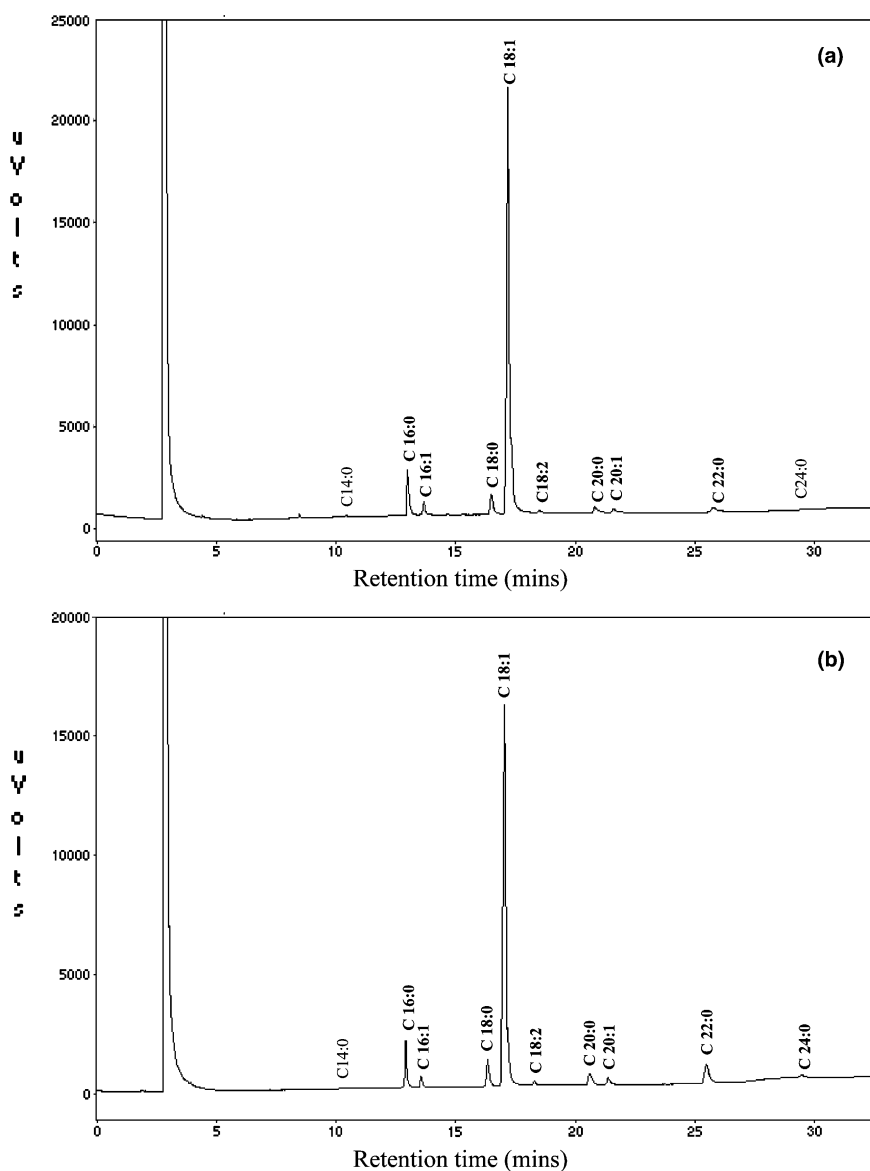 (a)
25000
20000
15000
10000
5000
0
uVolts
C14:0
C 16:0
C 16:1
C 18:0
C 18:1
C18:2
C 20:0
C 20:1
C 22:0
C24:0
0 5 10 15 20 25 30
Retention time (mins)
(b)
20000
15000
10000
5000
0
uVolts
C14:0
C 16:0
C 16:1
C 18:0
C 18:1
C 18:2
C 20:0
C 20:1
C 22:0
C 24:0
0 5 10 15 20 25 30
Retention time (mins)